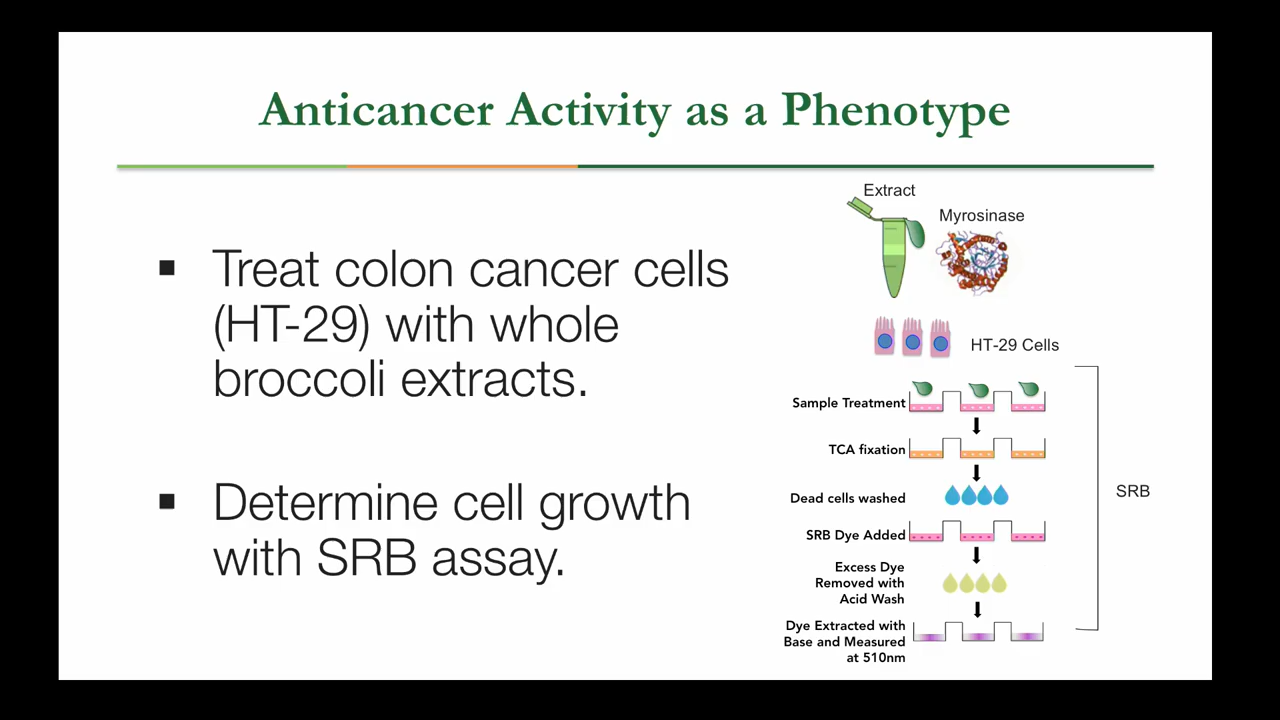 Anticancer Activity as a Phenotype
▪ Treat colon cancer cells
(HT-29) with whole
broccoli extracts.
▪ Determine cell growth
with SRB assay.
Extract
Myrosinase
HT-29 Cells
Sample Treatment
TCA fixation
Dead cells washed
SRB Dye Added
Excess Dye
Removed with
Acid Wash
Dye Extracted with
Base and Measured
at 510nm
SRB